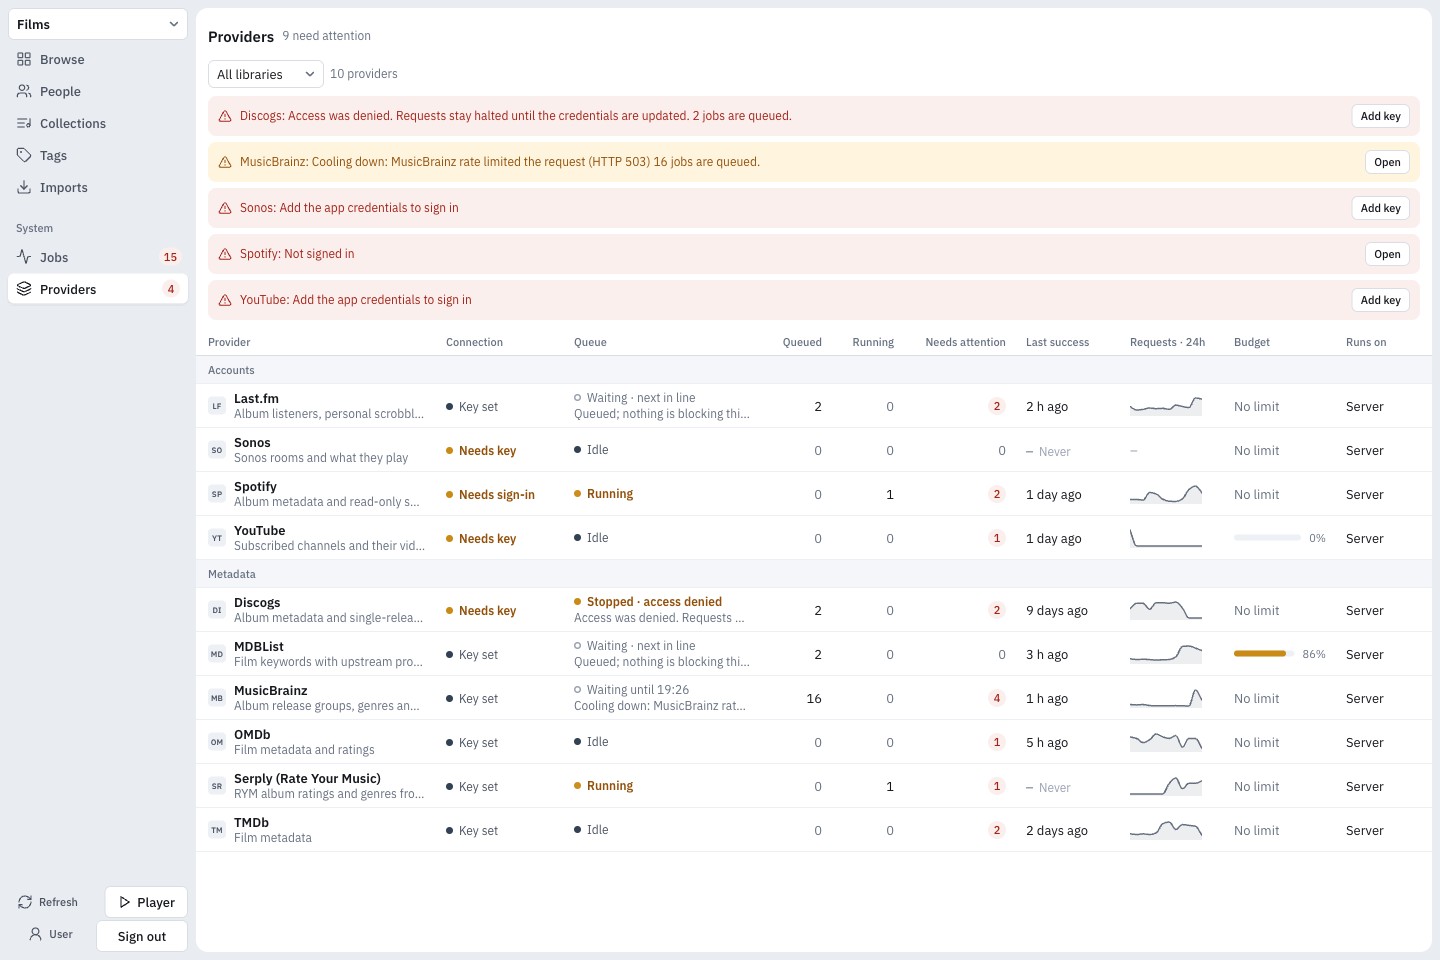 Films
Browse
People
Collections
Tags
Imports
System
Jobs 15
Providers 4
Refresh
Player
User
Sign out
Providers 9 need attention
All libraries 10 providers
Discogs: Access was denied. Requests stay halted until the credentials are updated. 2 jobs are queued. Add key
MusicBrainz: Cooling down: MusicBrainz rate limited the request (HTTP 503) 16 jobs are queued. Open
Sonos: Add the app credentials to sign in Add key
Spotify: Not signed in Open
YouTube: Add the app credentials to sign in Add key
Provider Connection Queue Queued Running Needs attention Last success Requests · 24h Budget Runs on
Accounts
LF Last.fm Key set Waiting · next in line 2 0 2 2 h ago No limit Server
Album listeners, personal scrobbl... Queued; nothing is blocking thi...
SO Sonos Needs key Idle 0 0 0 – Never – No limit Server
Sonos rooms and what they play
SP Spotify Needs sign-in Running 0 1 2 1 day ago No limit Server
Album metadata and read-only s...
YT YouTube Needs key Idle 0 0 1 1 day ago 0% Server
Subscribed channels and their vid...
Metadata
DI Discogs Needs key Stopped · access denied 2 0 2 9 days ago No limit Server
Album metadata and single-relea... Access was denied. Requests ...
MD MDBList Key set Waiting · next in line 2 0 0 3 h ago 86% Server
Film keywords with upstream pro... Queued; nothing is blocking thi...
MB MusicBrainz Key set Waiting until 19:26 16 0 4 1 h ago No limit Server
Album release groups, genres an... Cooling down: MusicBrainz rat...
OM OMDb Key set Idle 0 0 1 5 h ago No limit Server
Film metadata and ratings
SR Serply (Rate Your Music) Key set Running 0 1 1 – Never No limit Server
RYM album ratings and genres fro...
TM TMDb Key set Idle 0 0 2 2 days ago No limit Server
Film metadata